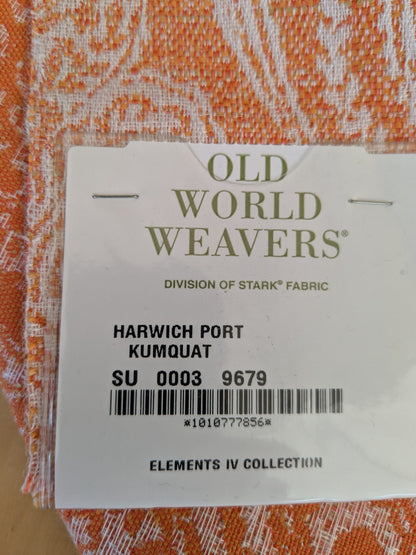 OLD
WORLD
WEAVERS®
DIVISION OF STARK® FABRIC
HARWICH PORT
KUMQUAT
SU 0003 9679
*1010777856*
ELEMENTS IV COLLECTION